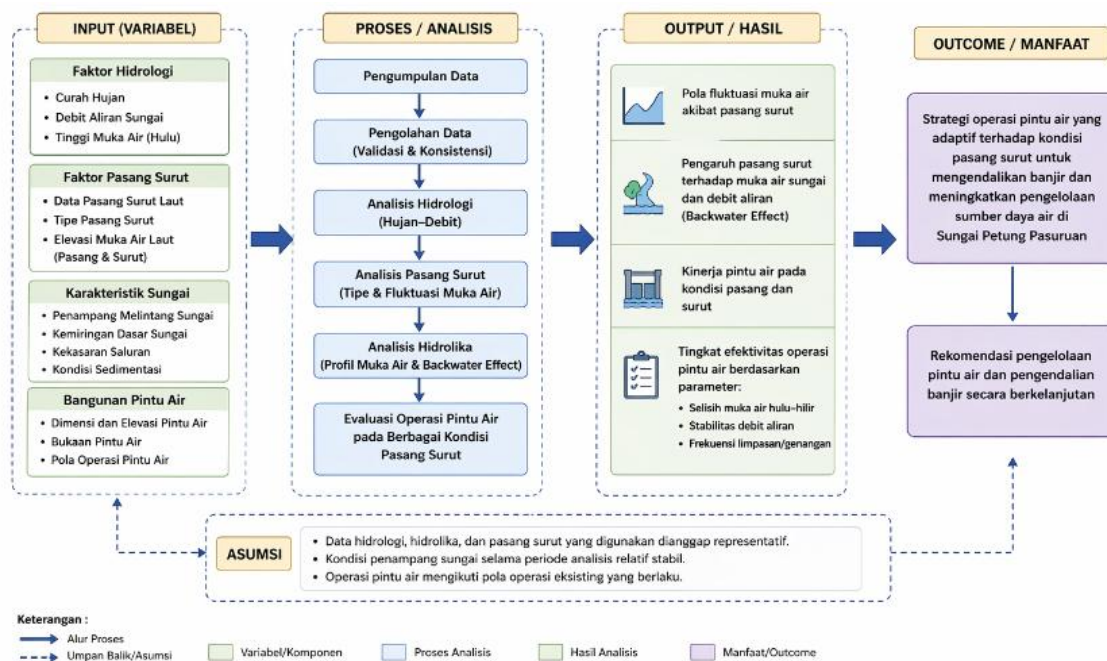 INPUT (VARIABEL)
Faktor Hidrologi
• Curah Hujan
• Debit Aliran Sungai
• Tinggi Muka Air (Hulu)
Faktor Pasang Surut
• Data Pasang Surut Laut
• Tipe Pasang Surut
• Elevasi Muka Air Laut
(Pasang & Surut)
Karakteristik Sungai
• Penampang Melintang Sungai
• Kemiringan Dasar Sungai
• Kekasaran Saluran
• Kondisi Sedimentasi
Bangunan Pintu Air
• Dimensi dan Elevasi Pintu Air
• Bukaan Pintu Air
• Pola Operasi Pintu Air
PROSES / ANALISIS
Pengumpulan Data
Pengolahan Data
(Validasi & Konsistensi)
Analisis Hidrologi
(Hujan–Debit)
Analisis Pasang Surut
(Tipe & Fluktuasi Muka Air)
Analisis Hidrolika
(Profil Muka Air & Backwater Effect)
Evaluasi Operasi Pintu Air
pada Berbagai Kondisi
Pasang Surut
OUTPUT / HASIL
Pola fluktuasi muka air
akibat pasang surut
Pengaruh pasang surut
terhadap muka air sungai
dan debit aliran
(Backwater Effect)
Kinerja pintu air pada
kondisi pasang dan
surut
Tingkat efektivitas operasi
pintu air berdasarkan
parameter:
• Selisih muka air hulu–hilir
• Stabilitas debit aliran
• Frekuensi limpasan/genangan
OUTCOME / MANFAAT
Strategi operasi pintu air yang
adaptif terhadap kondisi
pasang surut untuk
mengendalikan banjir dan
meningkatkan pengelolaan
sumber daya air di
Sungai Petung Pasuruan
Rekomendasi pengelolaan
pintu air dan pengendalian
banjir secara berkelanjutan
ASUMSI
• Data hidrologi, hidrolika, dan pasang surut yang digunakan dianggap representatif.
• Kondisi penampang sungai selama periode analisis relatif stabil.
• Operasi pintu air mengikuti pola operasi eksisting yang berlaku.
Keterangan :
Alur Proses
Umpan Balik/Asumsi
Variabel/Komponen
Proses Analisis
Hasil Analisis
Manfaat/Outcome